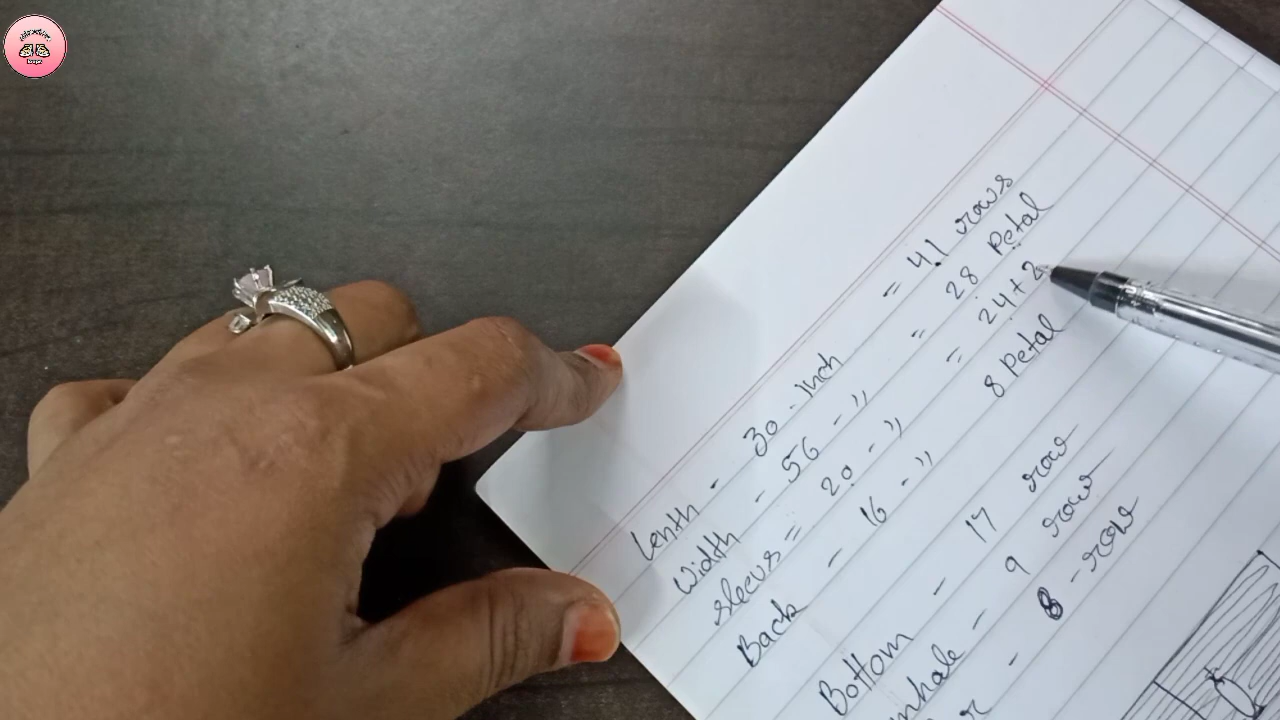 Lenth - 30 - inch = 41 rows
Width - 56 - " = 28 Petal
Sleevs = 20 - " = 24 + 2
Back - 16 - " 8 Petal
Bottom - 17 row
9 row
8 - row